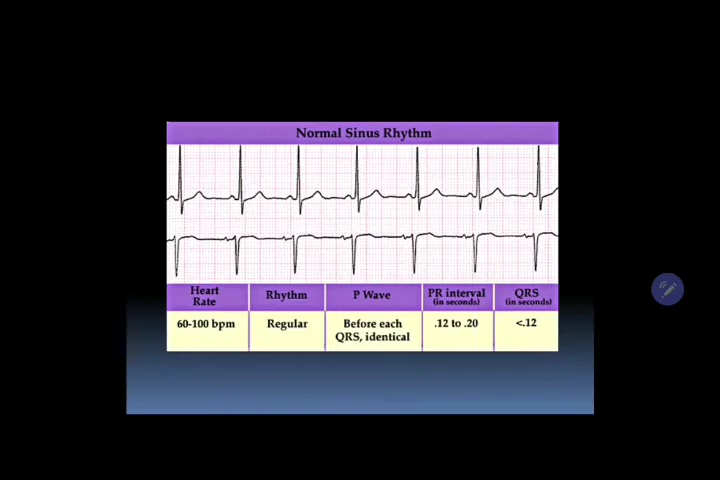 Normal Sinus Rhythm
Heart Rate
Rhythm
P Wave
PR interval
(in seconds)
QRS
(in seconds)
60-100 bpm
Regular
Before each
QRS, identical
.12 to .20
<.12